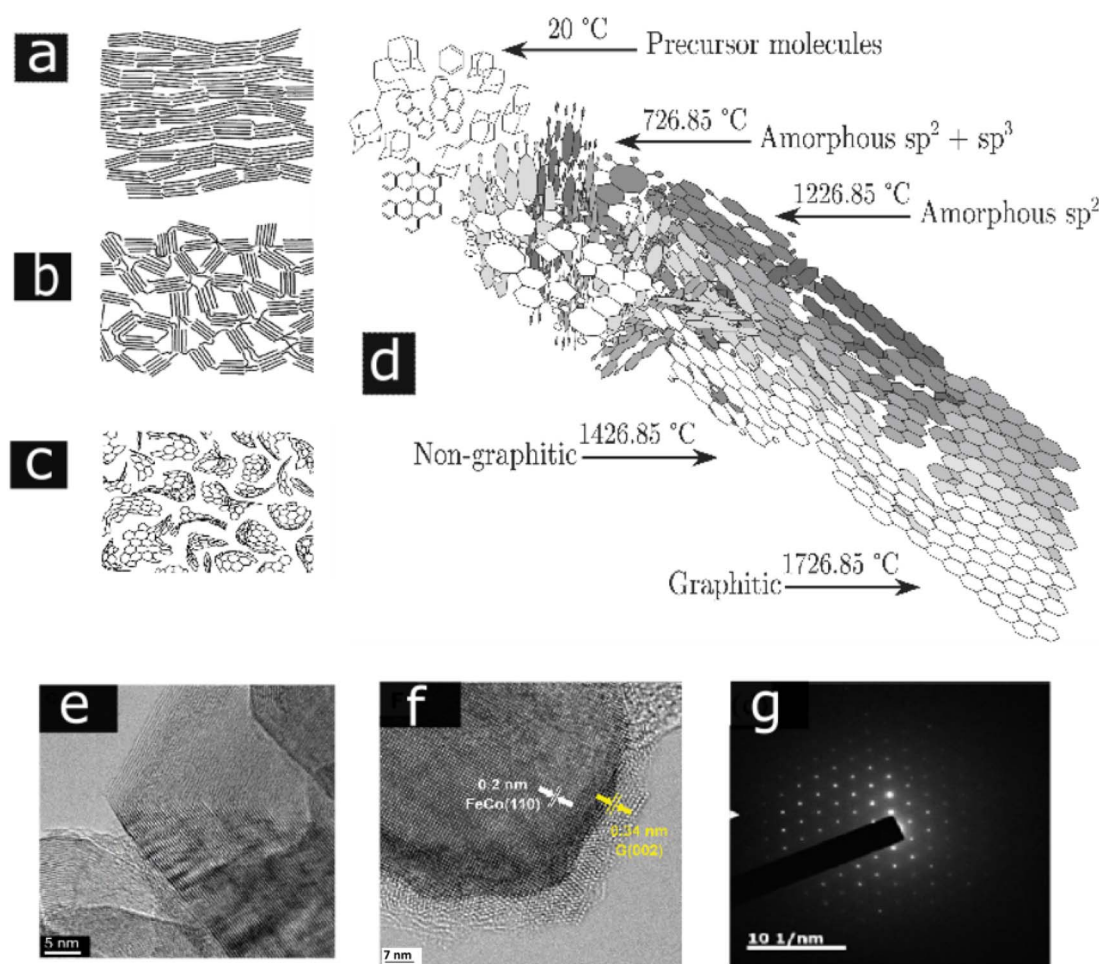 a
20 °C
Precursor molecules
726.85 °C
Amorphous sp² + sp³
1226.85 °C
Amorphous sp²
b
d
c
Non-graphitic
1426.85 °C
Graphitic
1726.85 °C
e
5 nm
f
0.2 nm
FeCo(110)
0.34 nm
G(002)
7 nm
g
10 1/nm